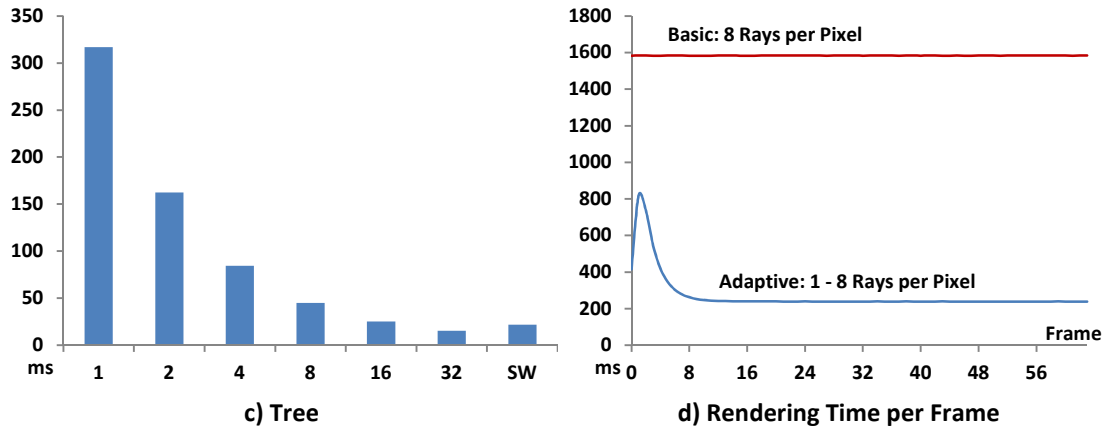 350
300
250
200
150
100
50
0
ms
1 2 4 8 16 32 SW
c) Tree
1800
1600
1400
1200
1000
800
600
400
200
0
ms
Basic: 8 Rays per Pixel
Adaptive: 1 - 8 Rays per Pixel
Frame
0 8 16 24 32 40 48 56
d) Rendering Time per Frame